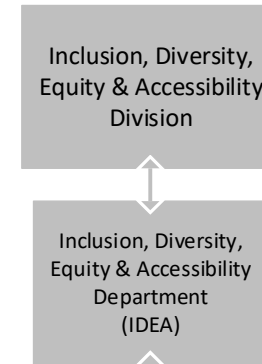 Inclusion, Diversity,
Equity & Accessibility
Division
Inclusion, Diversity,
Equity & Accessibility
Department
(IDEA)